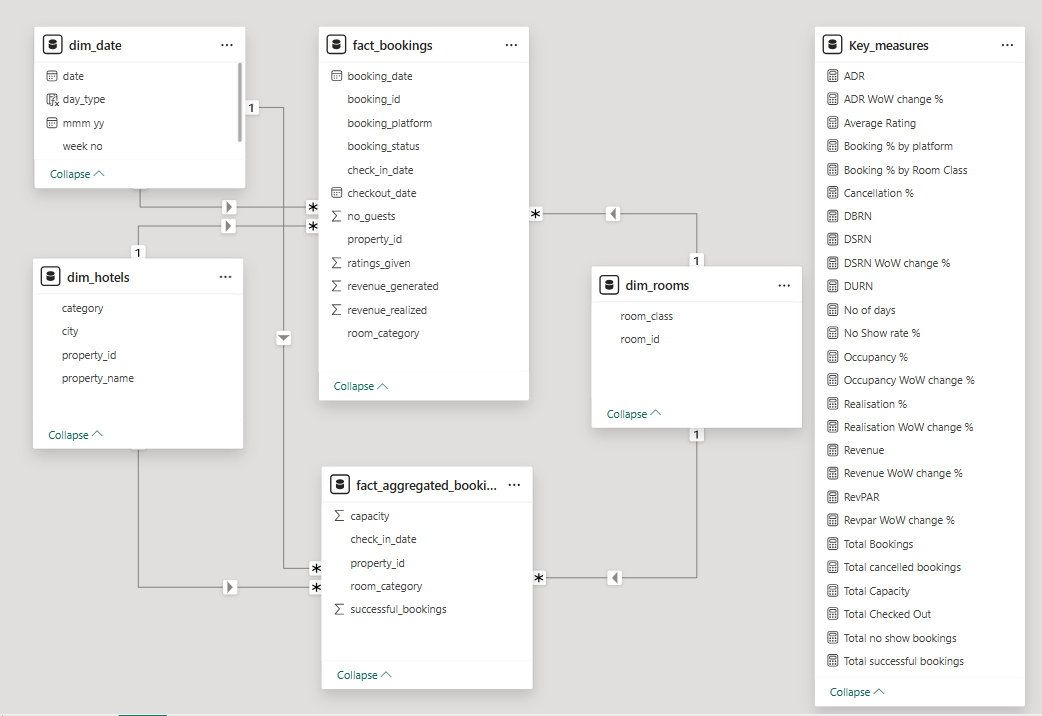 dim_date
date
day_type
mmm yy
week no
Collapse
1
*
*
1
dim_hotels
category
city
property_id
property_name
Collapse
fact_bookings
booking_date
booking_id
booking_platform
booking_status
check_in_date
checkout_date
no_guests
property_id
ratings_given
revenue_generated
revenue_realized
room_category
Collapse
*
1
dim_rooms
room_class
room_id
Collapse
1
fact_aggregated_booki...
capacity
check_in_date
property_id
room_category
successful_bookings
Collapse
*
*
*
Key_measures
ADR
ADR WoW change %
Average Rating
Booking % by platform
Booking % by Room Class
Cancellation %
DBRN
DSRN
DSRN WoW change %
DURN
No of days
No Show rate %
Occupancy %
Occupancy WoW change %
Realisation %
Realisation WoW change %
Revenue
Revenue WoW change %
RevPAR
Revpar WoW change %
Total Bookings
Total cancelled bookings
Total Capacity
Total Checked Out
Total no show bookings
Total successful bookings
Collapse